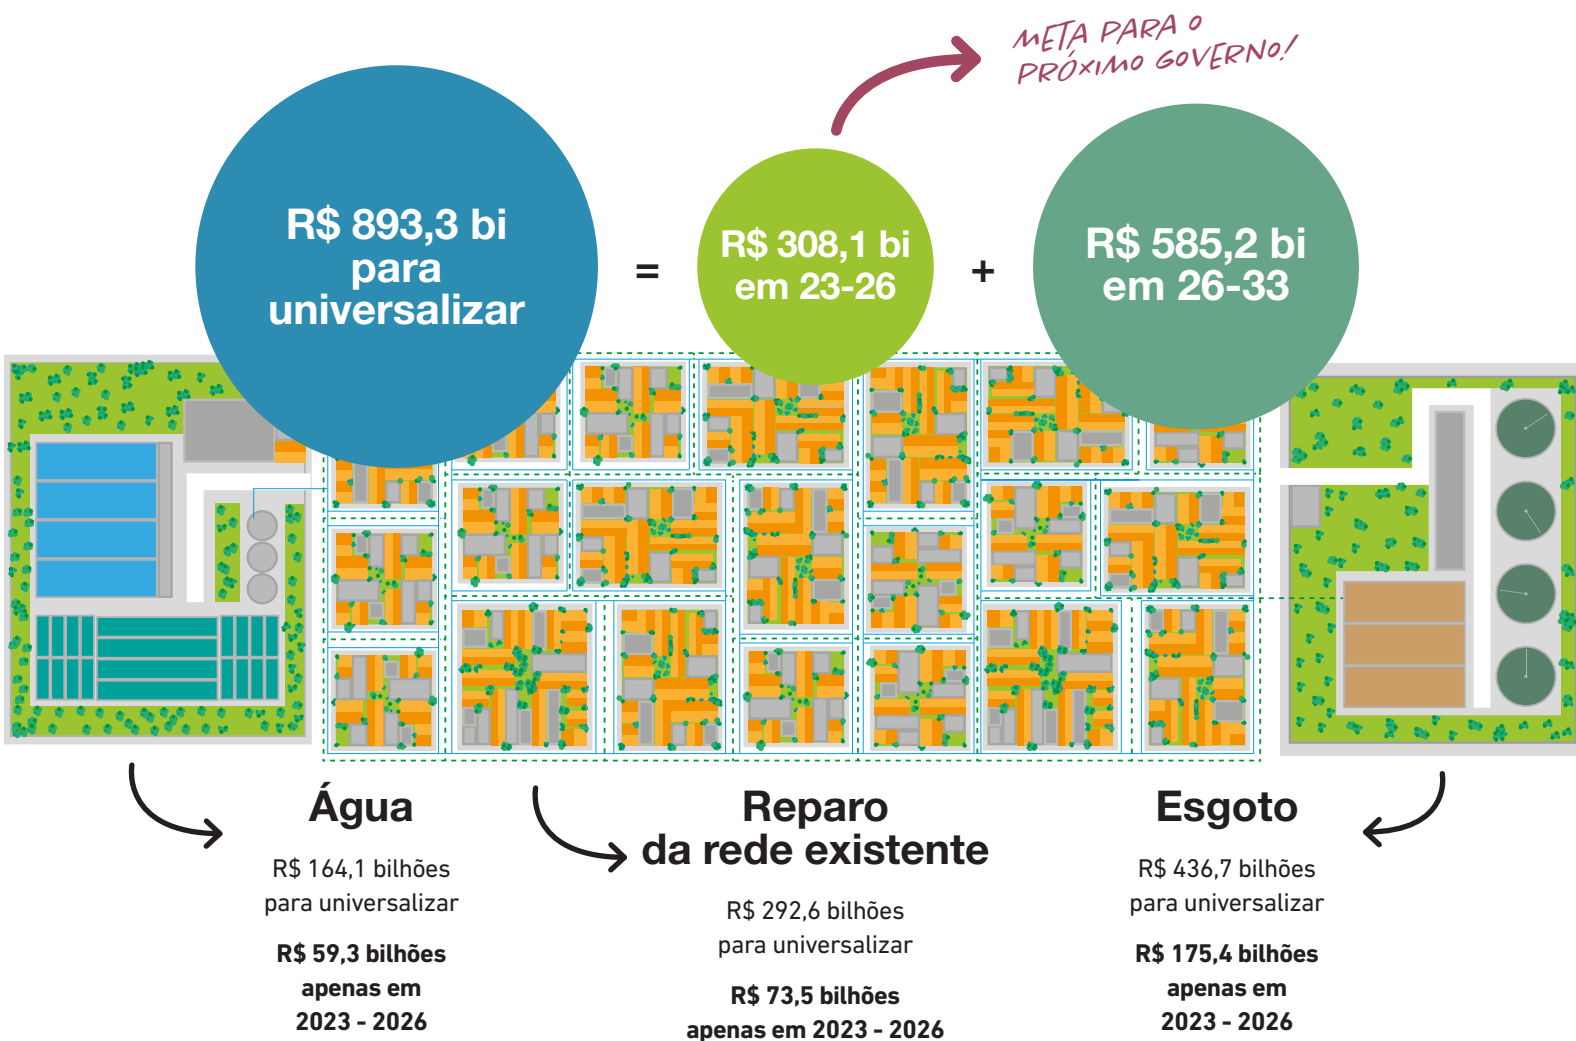 META PARA O
PRÓXIMO GOVERNO!
R$ 893,3 bi
para
universalizar
=
R$ 308,1 bi
em 23-26
+
R$ 585,2 bi
em 26-33
Água
R$ 164,1 bilhões
para universalizar
R$ 59,3 bilhões
apenas em
2023 - 2026
Reparo
da rede existente
R$ 292,6 bilhões
para universalizar
R$ 73,5 bilhões
apenas em 2023 - 2026
Esgoto
R$ 436,7 bilhões
para universalizar
R$ 175,4 bilhões
apenas em
2023 - 2026